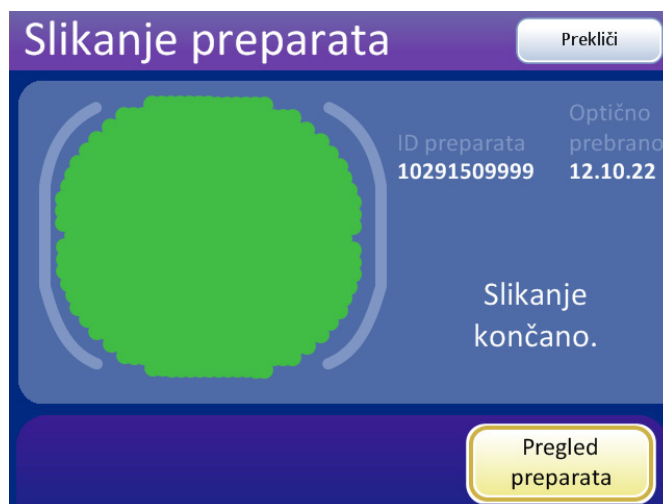 Slikanje preparata
Prekliči
Optično
ID preparata prebrano
10291509999 12.10.22
Slikanje
končano.
Pregled
preparata